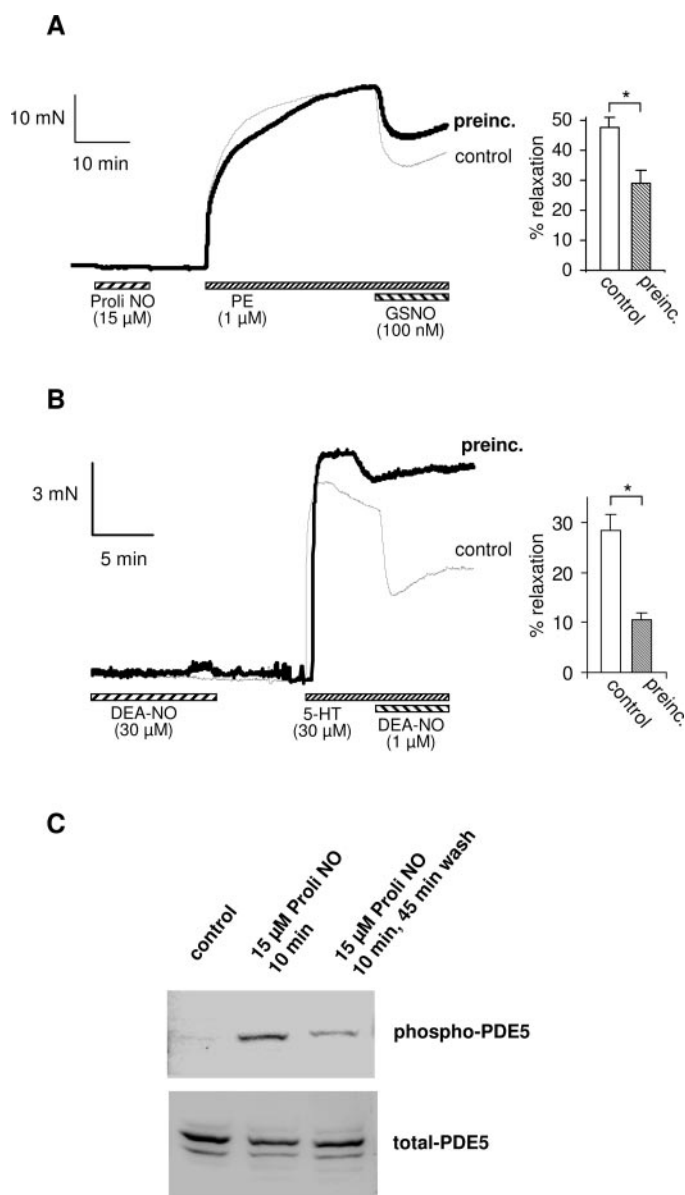 A
10 mN
10 min
preinc.
control
Proli NO
(15 µM)
PE
(1 µM)
GSNO
(100 nM)
% relaxation
50
40
30
20
10
0
*
control
preinc.
B
3 mN
5 min
preinc.
control
DEA-NO
(30 µM)
5-HT
(30 µM)
DEA-NO
(1 µM)
% relaxation
30
20
10
0
*
control
preinc.
C
control
15 µM Proli NO
10 min
15 µM Proli NO
10 min, 45 min wash
phospho-PDE5
total-PDE5